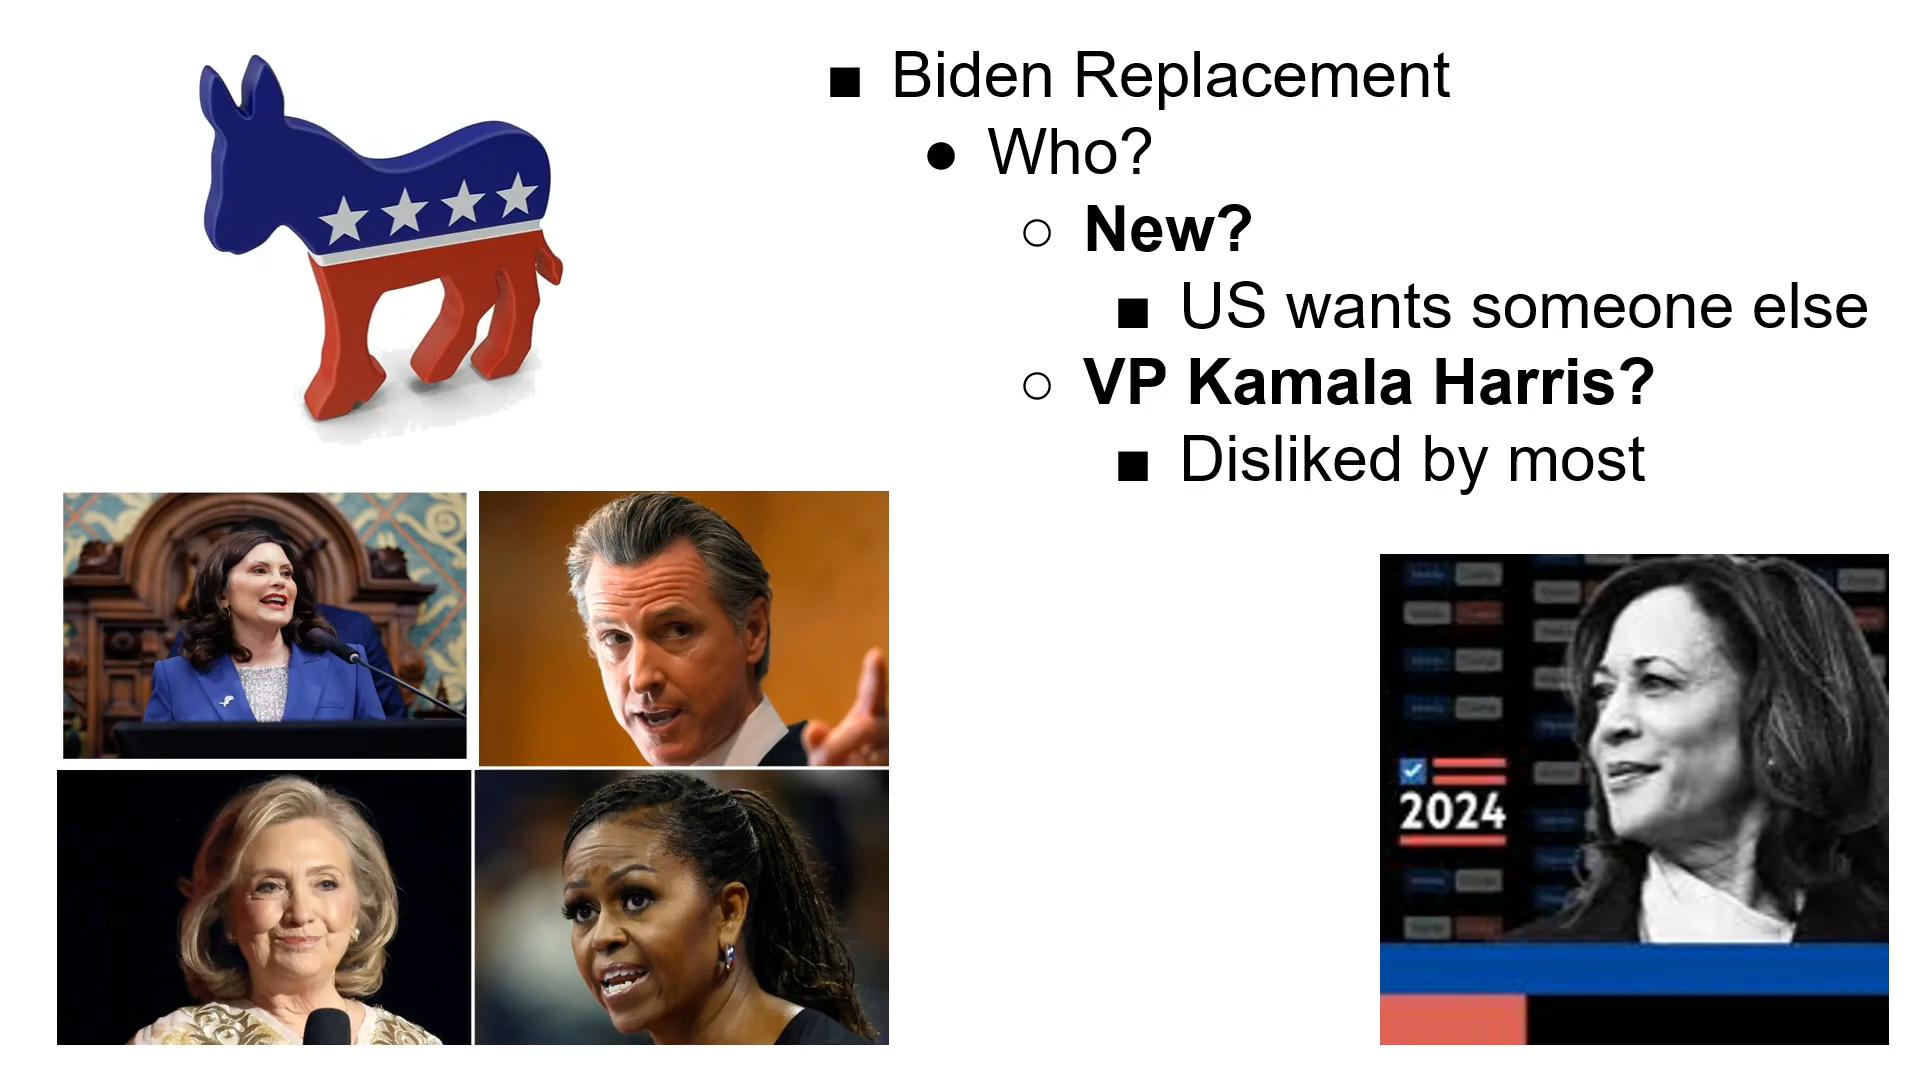 ■ Biden Replacement
● Who?
○ New?
■ US wants someone else
○ VP Kamala Harris?
■ Disliked by most
2024